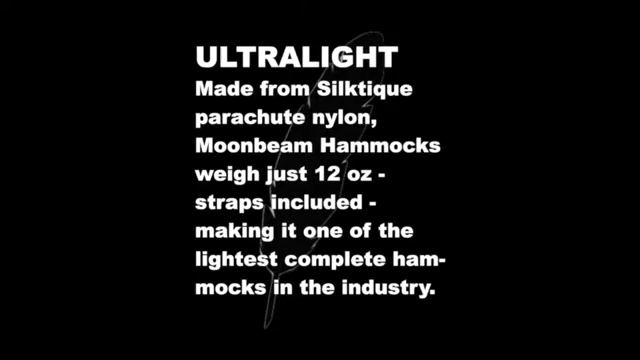 ULTRALIGHT
Made from Silktique
parachute nylon,
Moonbeam Hammocks
weigh just 12 oz -
straps included -
making it one of the
lightest complete ham-
mocks in the industry.